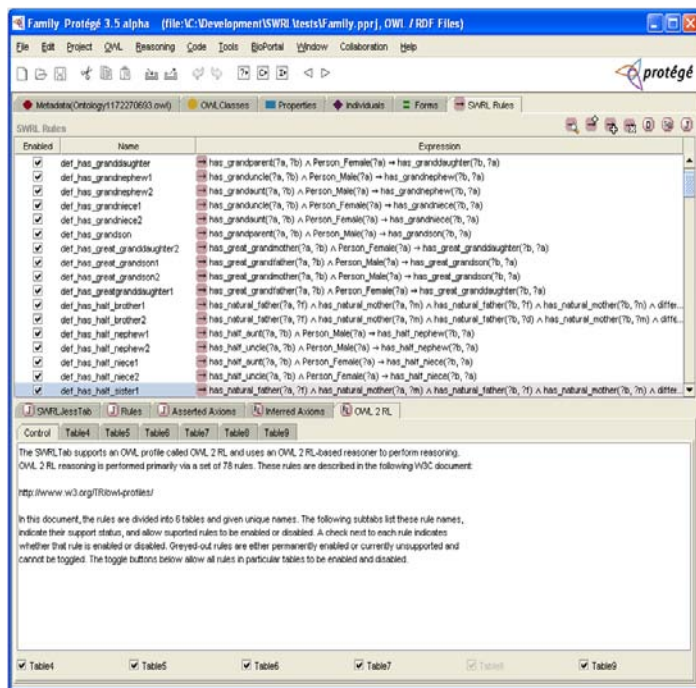 Family Protégé 3.5 alpha (file:\C:\Development\SWRL\tests\Family.pprj, OWL / RDF Files)
File Edit Project OWL Reasoning Code Tools BioPortal Window Collaboration Help
protégé
Metadata(Ontology1172270693.owl) OWLClasses Properties Individuals Forms SWRL Rules
SWRL Rules
Enabled Name Expression
def_has_granddaughter has_grandparent(?a, ?b) ∧ Person_Female(?a) → has_granddaughter(?b, ?a)
def_has_grandnephew1 has_granduncle(?a, ?b) ∧ Person_Male(?a) → has_grandnephew(?b, ?a)
def_has_grandnephew2 has_grandaunt(?a, ?b) ∧ Person_Male(?a) → has_grandnephew(?b, ?a)
def_has_grandniece1 has_granduncle(?a, ?b) ∧ Person_Female(?a) → has_grandniece(?b, ?a)
def_has_grandniece2 has_grandaunt(?a, ?b) ∧ Person_Female(?a) → has_grandniece(?b, ?a)
def_has_grandson has_grandparent(?a, ?b) ∧ Person_Male(?a) → has_grandson(?b, ?a)
def_has_great_granddaughter2 has_great_grandmother(?a, ?b) ∧ Person_Female(?a) → has_great_granddaughter(?b, ?a)
def_has_great_grandson1 has_great_grandfather(?a, ?b) ∧ Person_Male(?a) → has_great_grandson(?b, ?a)
def_has_great_grandson2 has_great_grandmother(?a, ?b) ∧ Person_Male(?a) → has_great_grandson(?b, ?a)
def_has_greatgranddaughter1 has_great_grandfather(?a, ?b) ∧ Person_Female(?a) → has_great_granddaughter(?b, ?a)
def_has_half_brother1 has_natural_father(?a, ?f) ∧ has_natural_mother(?a, ?m) ∧ has_natural_father(?b, ?f) ∧ has_natural_mother(?b, ?n) ∧ differ...
def_has_half_brother2 has_natural_father(?a, ?f) ∧ has_natural_mother(?a, ?m) ∧ has_natural_father(?b, ?d) ∧ has_natural_mother(?b, ?m) ∧ differ...
def_has_half_nephew1 has_half_aunt(?a, ?b) ∧ Person_Male(?a) → has_half_nephew(?b, ?a)
def_has_half_nephew2 has_half_uncle(?a, ?b) ∧ Person_Male(?a) → has_half_nephew(?b, ?a)
def_has_half_niece1 has_half_aunt(?a, ?b) ∧ Person_Female(?a) → has_half_niece(?b, ?a)
def_has_half_niece2 has_half_uncle(?a, ?b) ∧ Person_Female(?a) → has_half_niece(?b, ?a)
def_has_half_sister1 has_natural_father(?a, ?f) ∧ has_natural_mother(?a, ?m) ∧ has_natural_father(?b, ?f) ∧ has_natural_mother(?b, ?n) ∧ differ...
SWRLJessTab Rules Asserted Axioms Inferred Axioms OWL 2 RL
Control Table4 Table5 Table6 Table7 Table8 Table9
The SWRLTab supports an OWL profile called OWL 2 RL and uses an OWL 2 RL-based reasoner to perform reasoning.
OWL 2 RL reasoning is performed primarily via a set of 78 rules. These rules are described in the following W3C document:
http://www.w3.org/TR/owl-profiles/
In this document, the rules are divided into 6 tables and given unique names. The following subtabs list these rule names,
indicate their support status, and allow suported rules to be enabled or disabled. A check next to each rule indicates
whether that rule is enabled or disabled. Greyed-out rules are either permanently enabled or currently unsupported and
cannot be toggled. The toggle buttons below allow all rules in particular tables to be enabled and disabled.
Table4 Table5 Table6 Table7 Table8 Table9